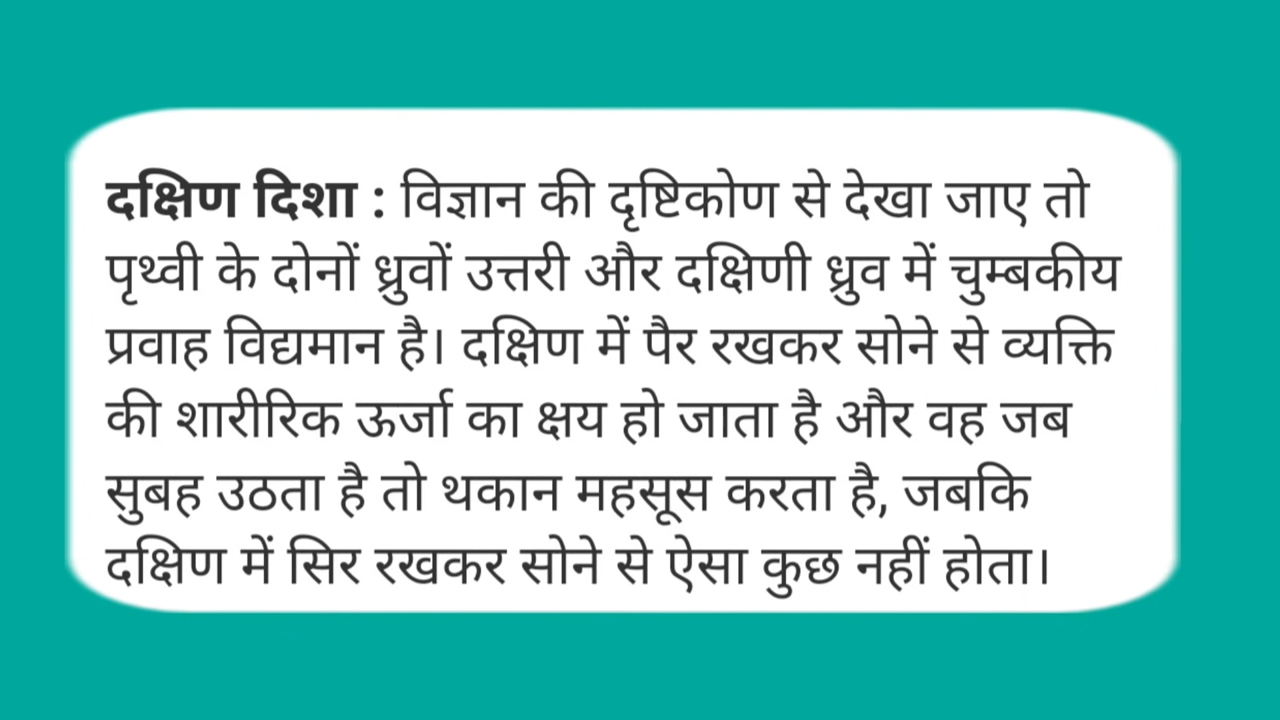 दक्षिण दिशा : विज्ञान की दृष्टिकोण से देखा जाए तो
पृथ्वी के दोनों ध्रुवों उत्तरी और दक्षिणी ध्रुव में चुम्बकीय
प्रवाह विद्यमान है। दक्षिण में पैर रखकर सोने से व्यक्ति
की शारीरिक ऊर्जा का क्षय हो जाता है और वह जब
सुबह उठता है तो थकान महसूस करता है, जबकि
दक्षिण में सिर रखकर सोने से ऐसा कुछ नहीं होता।